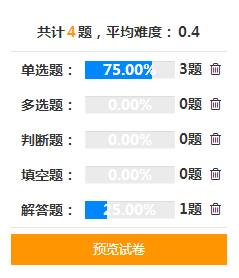 共计4题，平均难度：0.4
单选题： 75.00% 3题
多选题： 0.00% 0题
判断题： 0.00% 0题
填空题： 0.00% 0题
解答题： 25.00% 1题
预览试卷